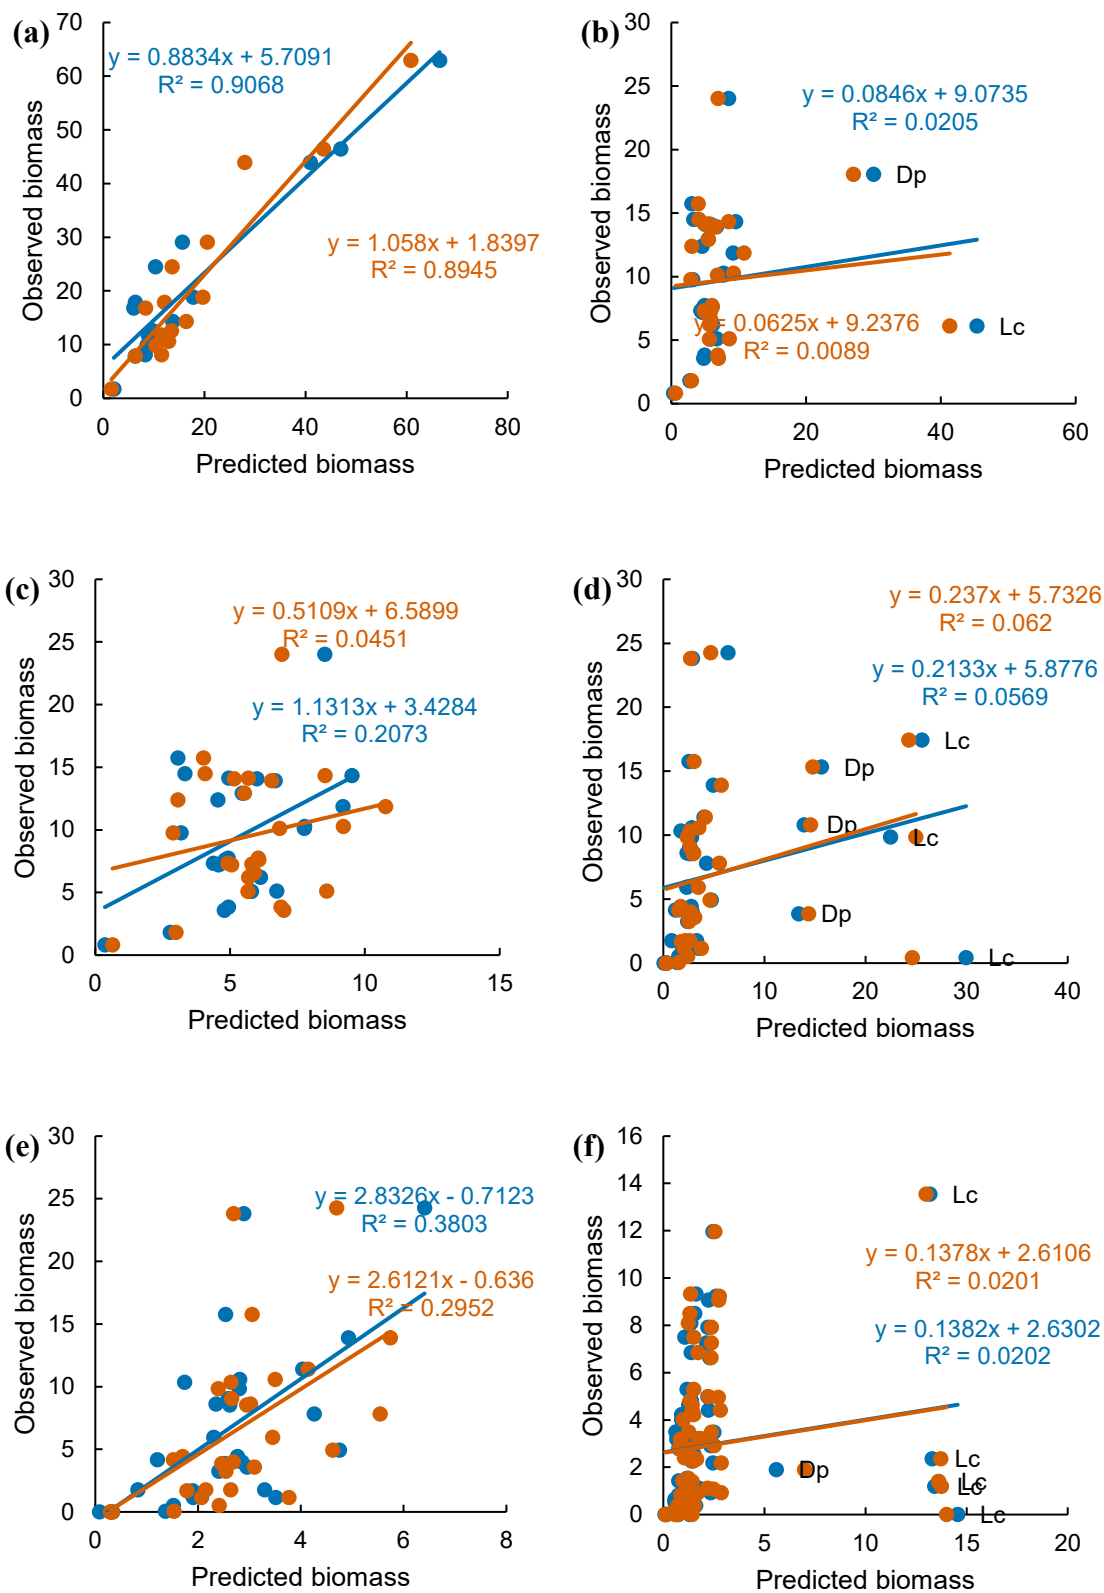 (a)
70
60
50
40
30
20
10
0
Observed biomass
y = 0.8834x + 5.7091
R² = 0.9068
y = 1.058x + 1.8397
R² = 0.8945
0 20 40 60 80
Predicted biomass
(b)
30
25
20
15
10
5
0
Observed biomass
y = 0.0846x + 9.0735
R² = 0.0205
Dp
y = 0.0625x + 9.2376
R² = 0.0089
Lc
0 20 40 60
Predicted biomass
(c)
30
25
20
15
10
5
0
Observed biomass
y = 0.5109x + 6.5899
R² = 0.0451
y = 1.1313x + 3.4284
R² = 0.2073
0 5 10 15
Predicted biomass
(d)
30
25
20
15
10
5
0
Observed biomass
y = 0.237x + 5.7326
R² = 0.062
y = 0.2133x + 5.8776
R² = 0.0569
Lc
Dp
Dp
Lc
Dp
Lc
0 10 20 30 40
Predicted biomass
(e)
30
25
20
15
10
5
0
Observed biomass
y = 2.8326x - 0.7123
R² = 0.3803
y = 2.6121x - 0.636
R² = 0.2952
0 2 4 6 8
Predicted biomass
(f)
16
14
12
10
8
6
4
2
0
Observed biomass
Lc
y = 0.1378x + 2.6106
R² = 0.0201
y = 0.1382x + 2.6302
R² = 0.0202
Lc
Dp
Lc
Lc
Lc
0 5 10 15 20
Predicted biomass